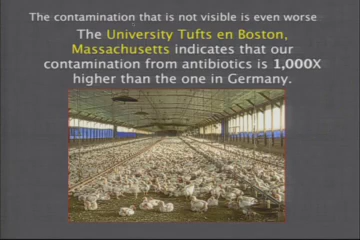 The contamination that is not visible is even worse
The University Tufts en Boston,
Massachusetts indicates that our
contamination from antibiotics is 1,000X
higher than the one in Germany.